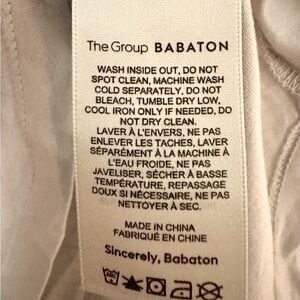 The Group BABATON
WASH INSIDE OUT, DO NOT
SPOT CLEAN, MACHINE WASH
COLD SEPARATELY, DO NOT
BLEACH, TUMBLE DRY LOW,
COOL IRON ONLY IF NEEDED, DO
NOT DRY CLEAN.
LAVER À L'ENVERS, NE PAS
ENLEVER LES TACHES, LAVER
SÉPARÉMENT À LA MACHINE À
L'EAU FROIDE, NE PAS
JAVELISER, SÉCHER À BASSE
TEMPÉRATURE, REPASSAGE
DOUX SI NÉCESSAIRE, NE PAS
NETTOYER À SEC.
MADE IN CHINA
FABRIQUÉ EN CHINE
Sincerely, Babaton